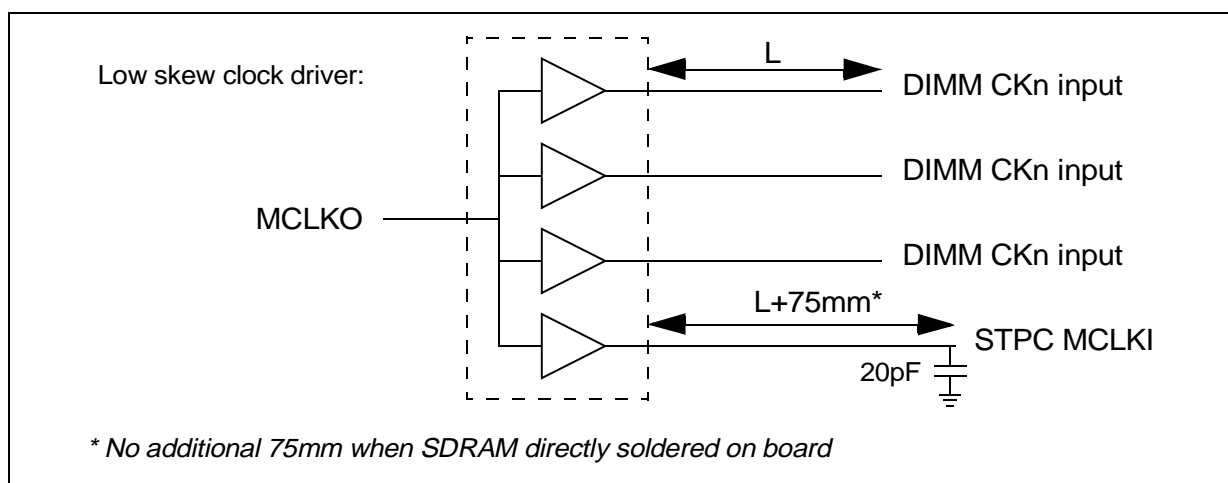 L
Low skew clock driver:
DIMM CKn input
DIMM CKn input
MCLKO
DIMM CKn input
L+75mm*
STPC MCLKI
20pF
* No additional 75mm when SDRAM directly soldered on board